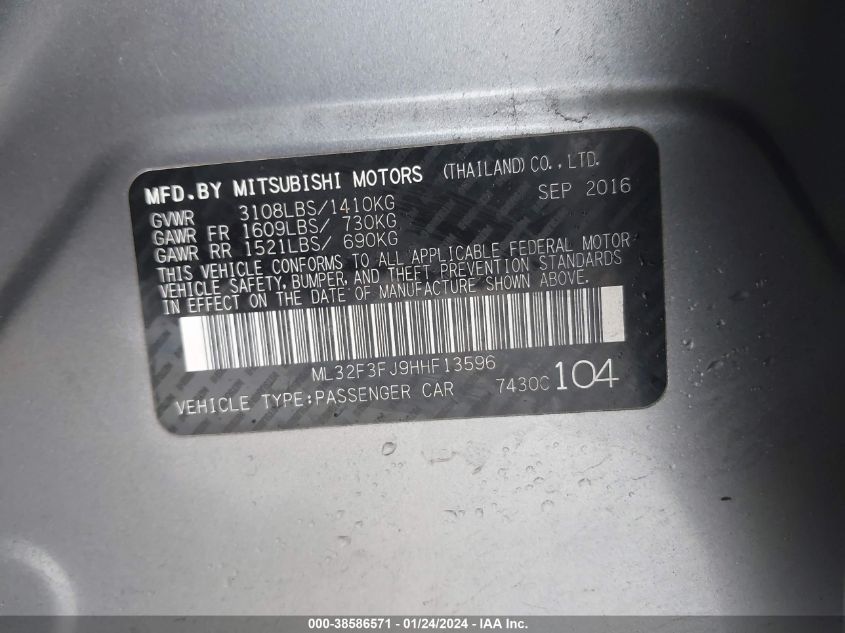 MFD.BY MITSUBISHI MOTORS (THAILAND) CO., LTD.
SEP 2016
GVWR 3108LBS/1410KG
GAWR FR 1609LBS/ 730KG
GAWR RR 1521LBS/ 690KG
THIS VEHICLE CONFORMS TO ALL APPLICABLE FEDERAL MOTOR
VEHICLE SAFETY, BUMPER, AND THEFT PREVENTION STANDARDS
IN EFFECT ON THE DATE OF MANUFACTURE SHOWN ABOVE.
ML32F3FJ9HHF13596
VEHICLE TYPE:PASSENGER CAR 7430C 104
000-38586571 - 01/24/2024 - IAA Inc.